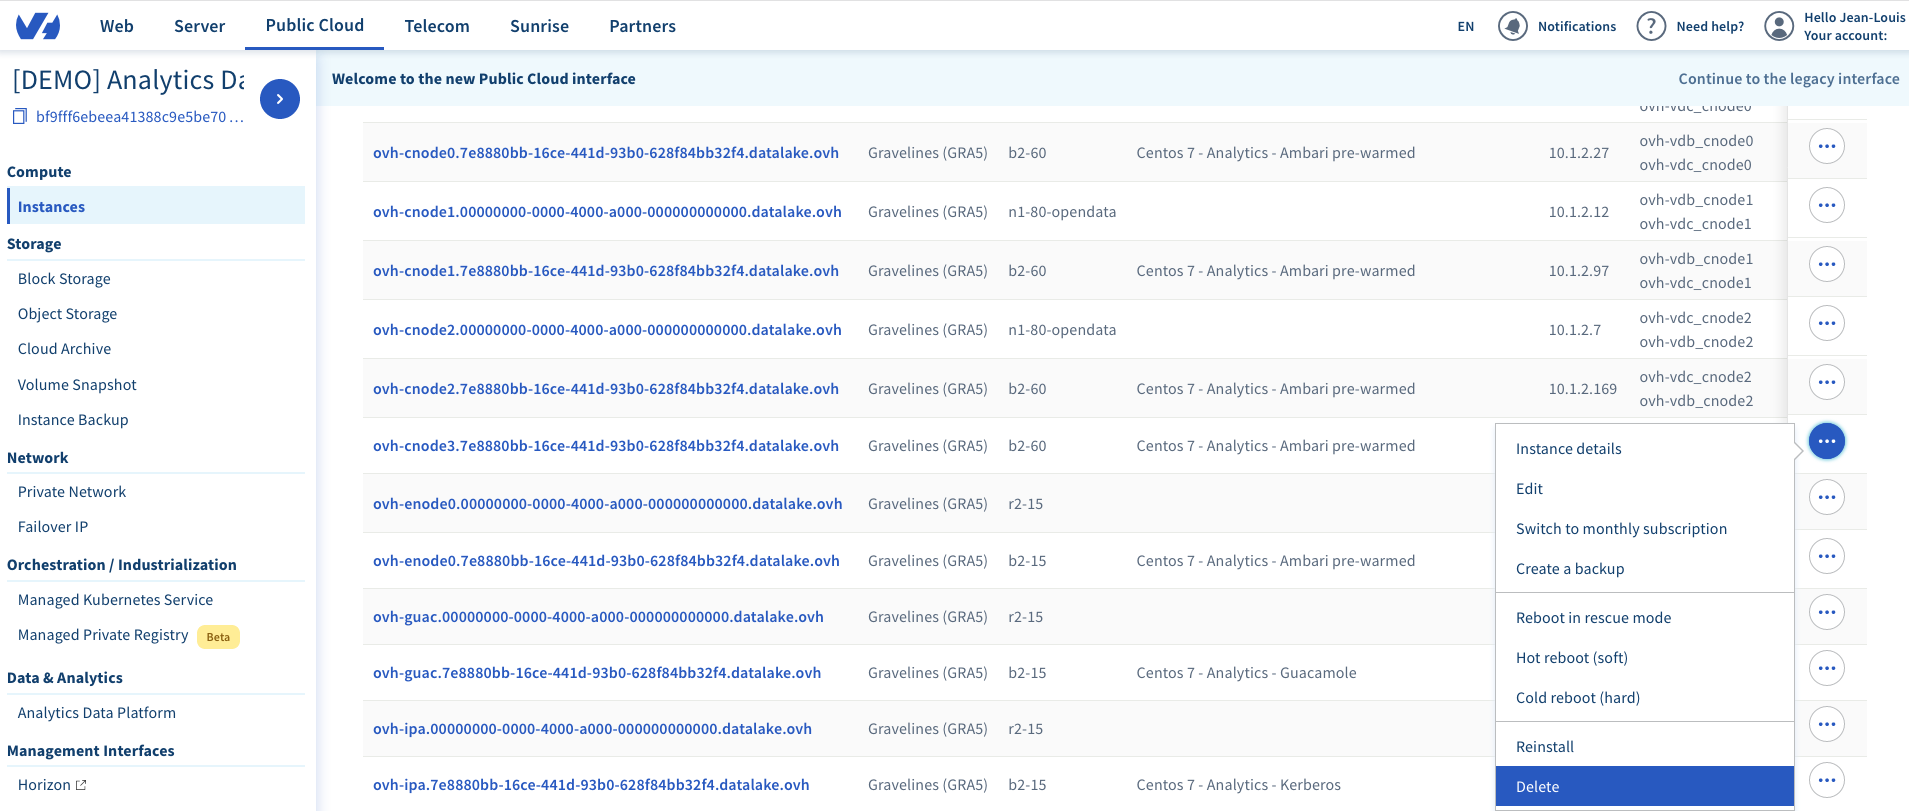 Web Server Public Cloud Telecom Sunrise Partners
EN Notifications ? Need help? Hello Jean-Louis
Your account:
[DEMO] Analytics Da
bf9fff6ebeea41388c9e5be70 ...
Compute
Instances
Storage
Block Storage
Object Storage
Cloud Archive
Volume Snapshot
Instance Backup
Network
Private Network
Failover IP
Orchestration / Industrialization
Managed Kubernetes Service
Managed Private Registry Beta
Data & Analytics
Analytics Data Platform
Management Interfaces
Horizon
Welcome to the new Public Cloud interface
Continue to the legacy interface
ovh-vdc_cnode0
ovh-cnode0.7e8880bb-16ce-441d-93b0-628f84bb32f4.datalake.ovh Gravelines (GRA5) b2-60 Centos 7 - Analytics - Ambari pre-warmed 10.1.2.27 ovh-vdb_cnode0
ovh-vdc_cnode0
ovh-cnode1.00000000-0000-4000-a000-000000000000.datalake.ovh Gravelines (GRA5) n1-80-opendata 10.1.2.12 ovh-vdb_cnode1
ovh-vdc_cnode1
ovh-cnode1.7e8880bb-16ce-441d-93b0-628f84bb32f4.datalake.ovh Gravelines (GRA5) b2-60 Centos 7 - Analytics - Ambari pre-warmed 10.1.2.97 ovh-vdb_cnode1
ovh-vdc_cnode1
ovh-cnode2.00000000-0000-4000-a000-000000000000.datalake.ovh Gravelines (GRA5) n1-80-opendata 10.1.2.7 ovh-vdc_cnode2
ovh-vdb_cnode2
ovh-cnode2.7e8880bb-16ce-441d-93b0-628f84bb32f4.datalake.ovh Gravelines (GRA5) b2-60 Centos 7 - Analytics - Ambari pre-warmed 10.1.2.169 ovh-vdc_cnode2
ovh-vdb_cnode2
ovh-cnode3.7e8880bb-16ce-441d-93b0-628f84bb32f4.datalake.ovh Gravelines (GRA5) b2-60 Centos 7 - Analytics - Ambari pre-warmed
ovh-enode0.00000000-0000-4000-a000-000000000000.datalake.ovh Gravelines (GRA5) r2-15
ovh-enode0.7e8880bb-16ce-441d-93b0-628f84bb32f4.datalake.ovh Gravelines (GRA5) b2-15 Centos 7 - Analytics - Ambari pre-warmed
ovh-guac.00000000-0000-4000-a000-000000000000.datalake.ovh Gravelines (GRA5) r2-15
ovh-guac.7e8880bb-16ce-441d-93b0-628f84bb32f4.datalake.ovh Gravelines (GRA5) b2-15 Centos 7 - Analytics - Guacamole
ovh-ipa.00000000-0000-4000-a000-000000000000.datalake.ovh Gravelines (GRA5) r2-15
ovh-ipa.7e8880bb-16ce-441d-93b0-628f84bb32f4.datalake.ovh Gravelines (GRA5) b2-15 Centos 7 - Analytics - Kerberos
Instance details
Edit
Switch to monthly subscription
Create a backup
Reboot in rescue mode
Hot reboot (soft)
Cold reboot (hard)
Reinstall
Delete